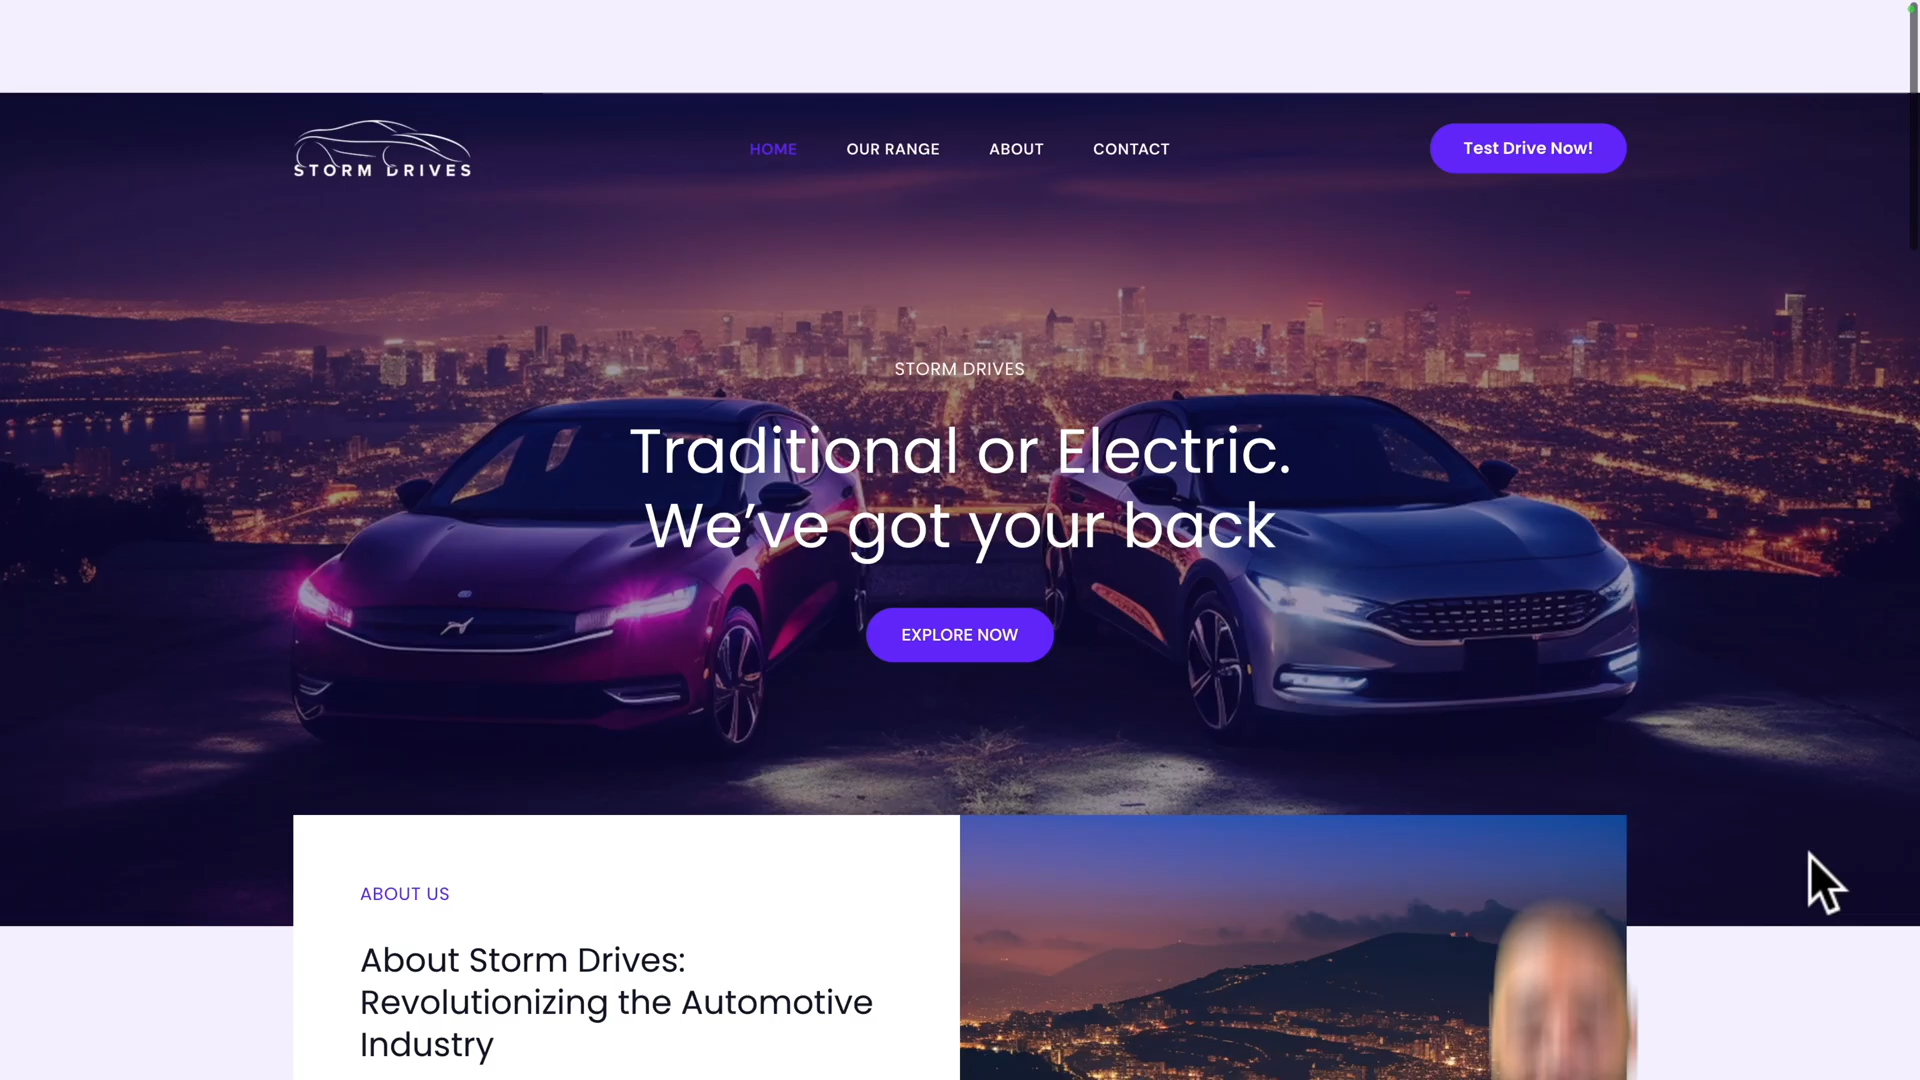 STORM DRIVES
HOME OUR RANGE ABOUT CONTACT
Test Drive Now!
STORM DRIVES
Traditional or Electric.
We’ve got your back
EXPLORE NOW
ABOUT US
About Storm Drives:
Revolutionizing the Automotive
Industry